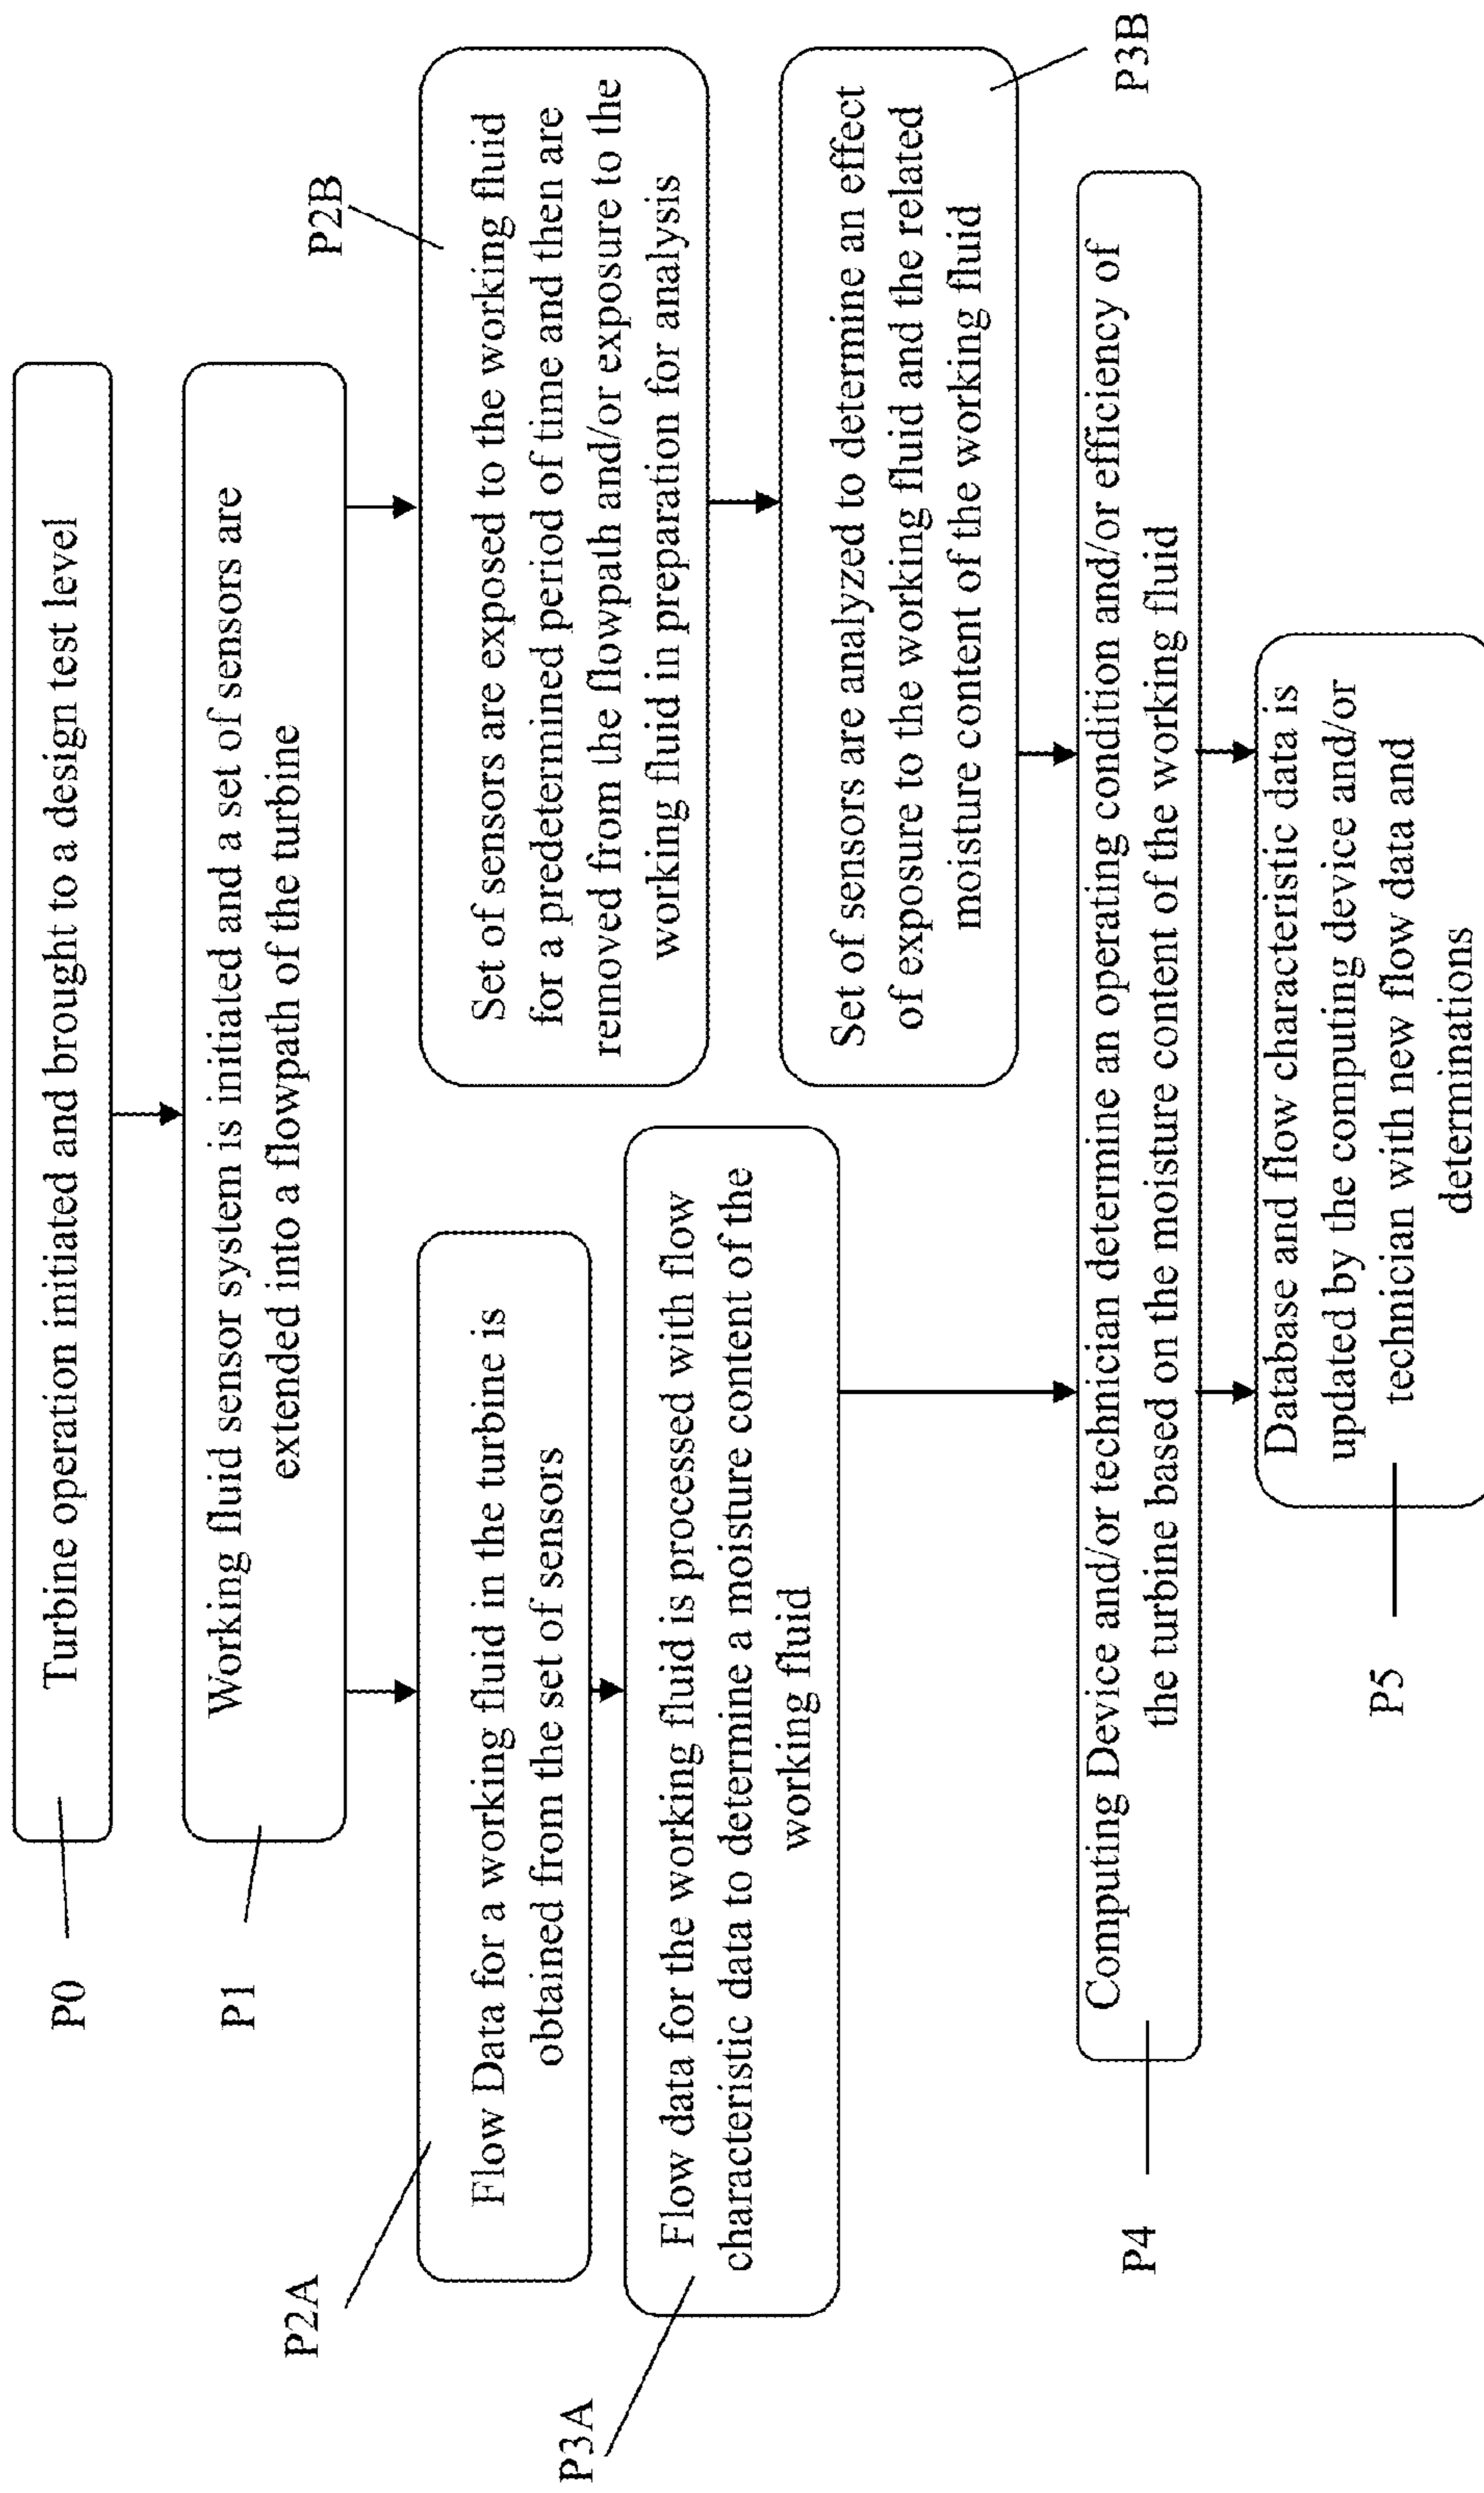 P0
Turbine operation initiated and brought to a design test level
P1
Working fluid sensor system is initiated and a set of sensors are
extended into a flowpath of the turbine
P2A
Flow Data for a working fluid in the turbine is
obtained from the set of sensors
P2B
Set of sensors are exposed to the working fluid
for a predetermined period of time and then are
removed from the flowpath and/or exposure to the
working fluid in preparation for analysis
P3A
Flow data for the working fluid is processed with flow
characteristic data to determine a moisture content of the
working fluid
Set of sensors are analyzed to determine an effect
of exposure to the working fluid and the related
moisture content of the working fluid
P3B
P4
Computing Device and/or technician determine an operating condition and/or efficiency of
the turbine based on the moisture content of the working fluid
P5
Database and flow characteristic data is
updated by the computing device and/or
technician with new flow data and
determinations